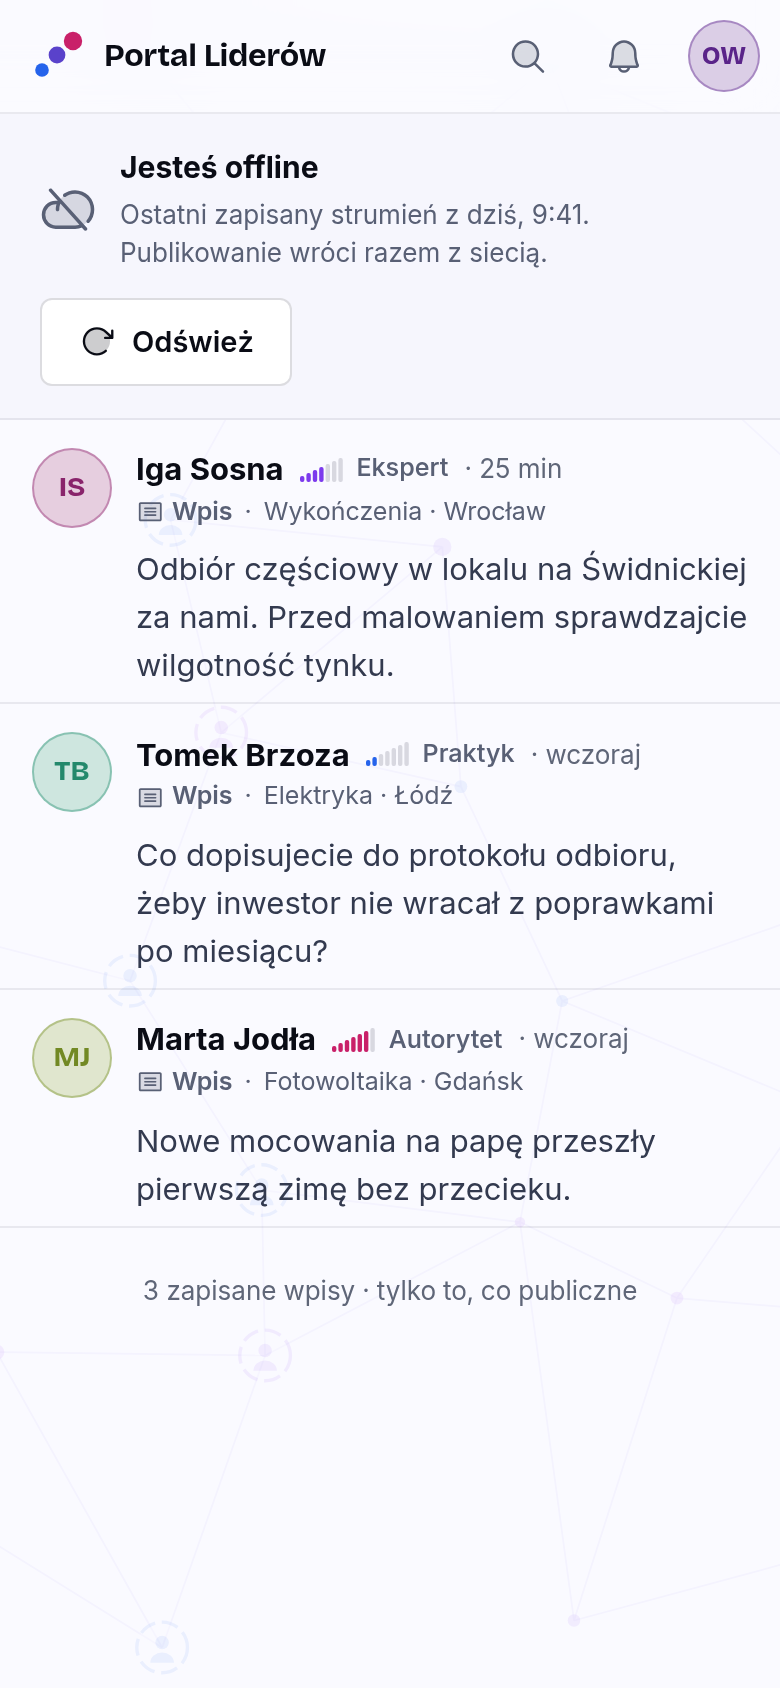 Portal Liderów
OW
Jesteś offline
Ostatni zapisany strumień z dziś, 9:41.
Publikowanie wróci razem z siecią.
Odśwież
IS
Iga Sosna Ekspert · 25 min
Wpis · Wykończenia · Wrocław
Odbiór częściowy w lokalu na Świdnickiej
za nami. Przed malowaniem sprawdzajcie
wilgotność tynku.
TB
Tomek Brzoza Praktyk · wczoraj
Wpis · Elektryka · Łódź
Co dopisujecie do protokołu odbioru,
żeby inwestor nie wracał z poprawkami
po miesiącu?
MJ
Marta Jodła Autorytet · wczoraj
Wpis · Fotowoltaika · Gdańsk
Nowe mocowania na papę przeszły
pierwszą zimę bez przecieku.
3 zapisane wpisy · tylko to, co publiczne